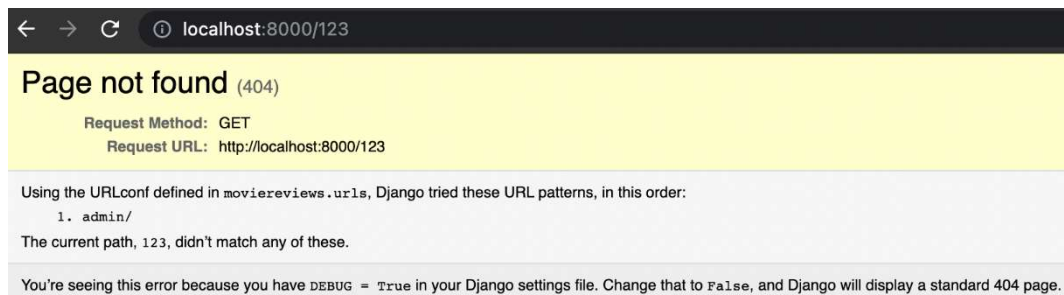 localhost:8000/123
Page not found (404)
Request Method: GET
Request URL: http://localhost:8000/123
Using the URLconf defined in moviereviews.urls, Django tried these URL patterns, in this order:
1. admin/
The current path, 123, didn't match any of these.
You're seeing this error because you have DEBUG = True in your Django settings file. Change that to False, and Django will display a standard 404 page.